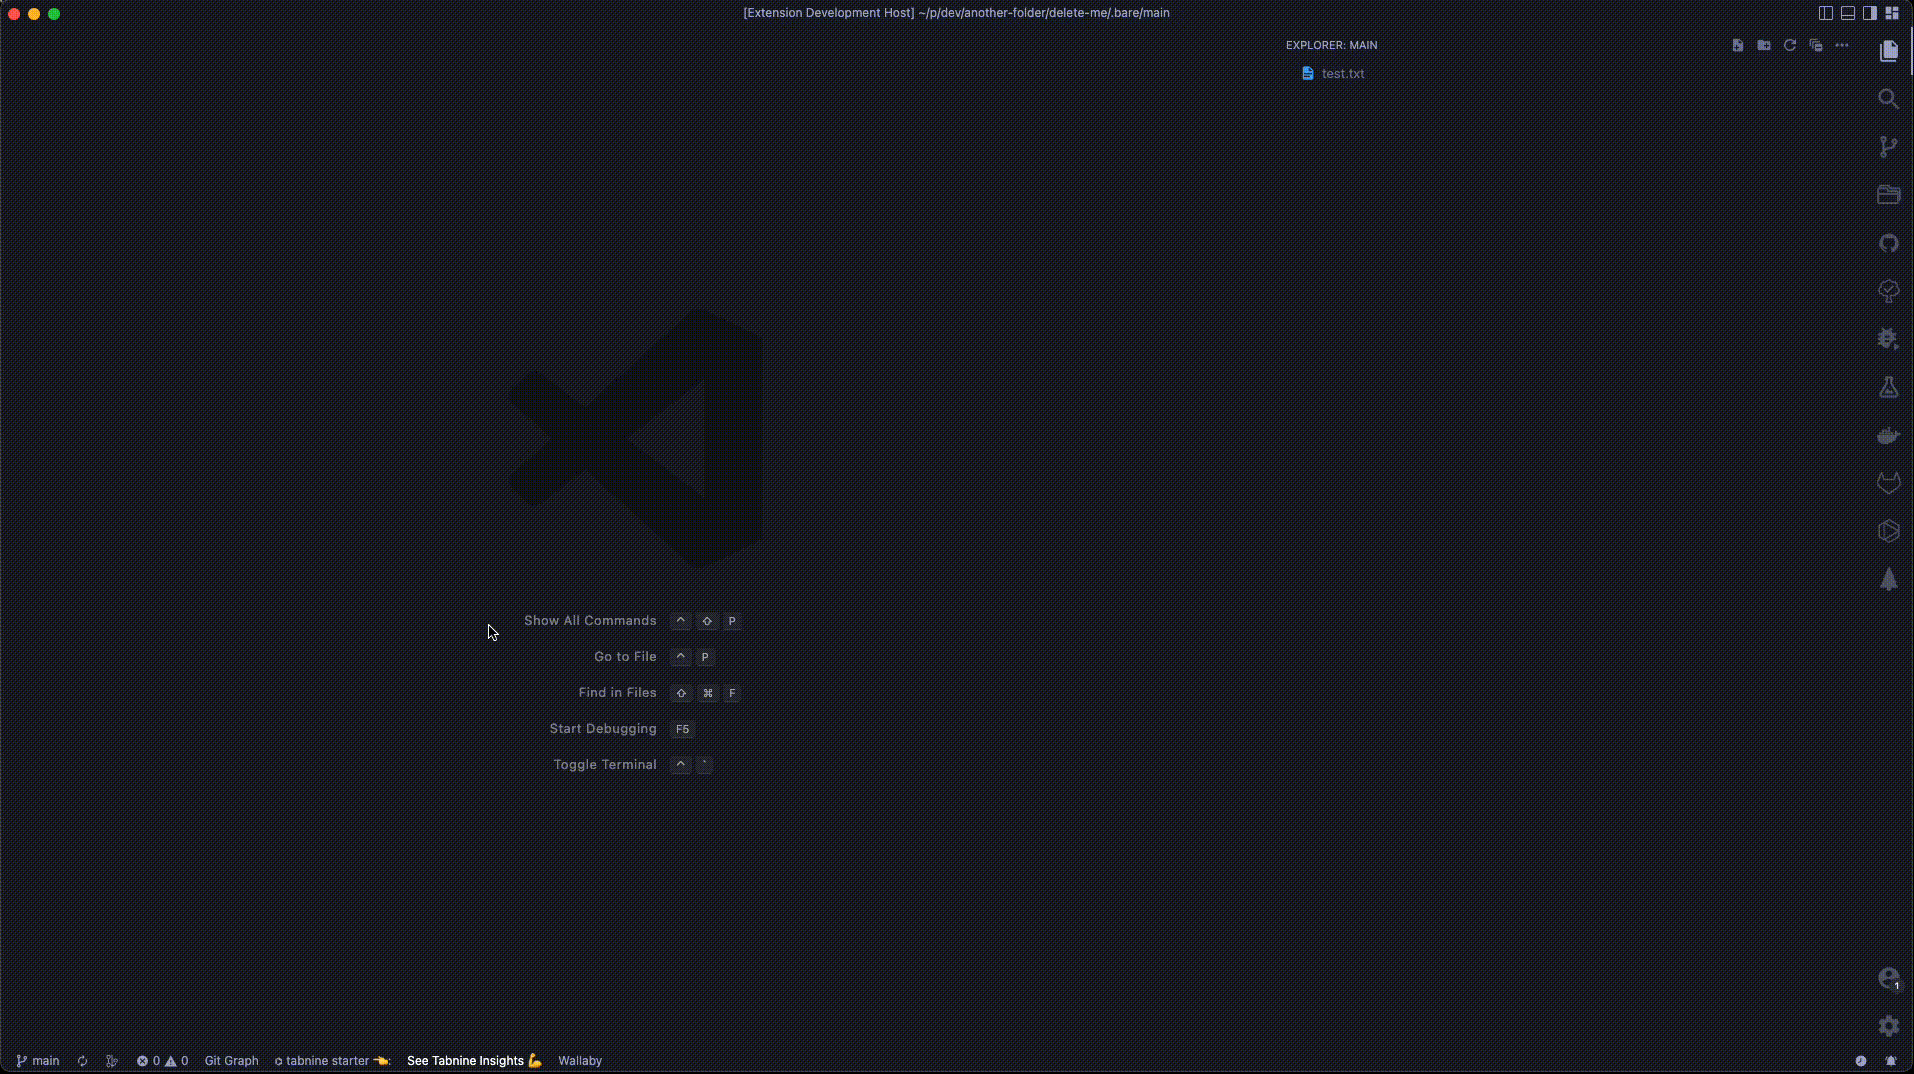 [Extension Development Host] ~/p/dev/another-folder/delete-me/.bare/main
EXPLORER: MAIN
test.txt
Show All Commands ^ ⇧ P
Go to File ^ P
Find in Files ⇧ ⌘ F
Start Debugging F5
Toggle Terminal ^ `
1
main 0 0 Git Graph tabnine starter 👈: See Tabnine Insights 💪 Wallaby